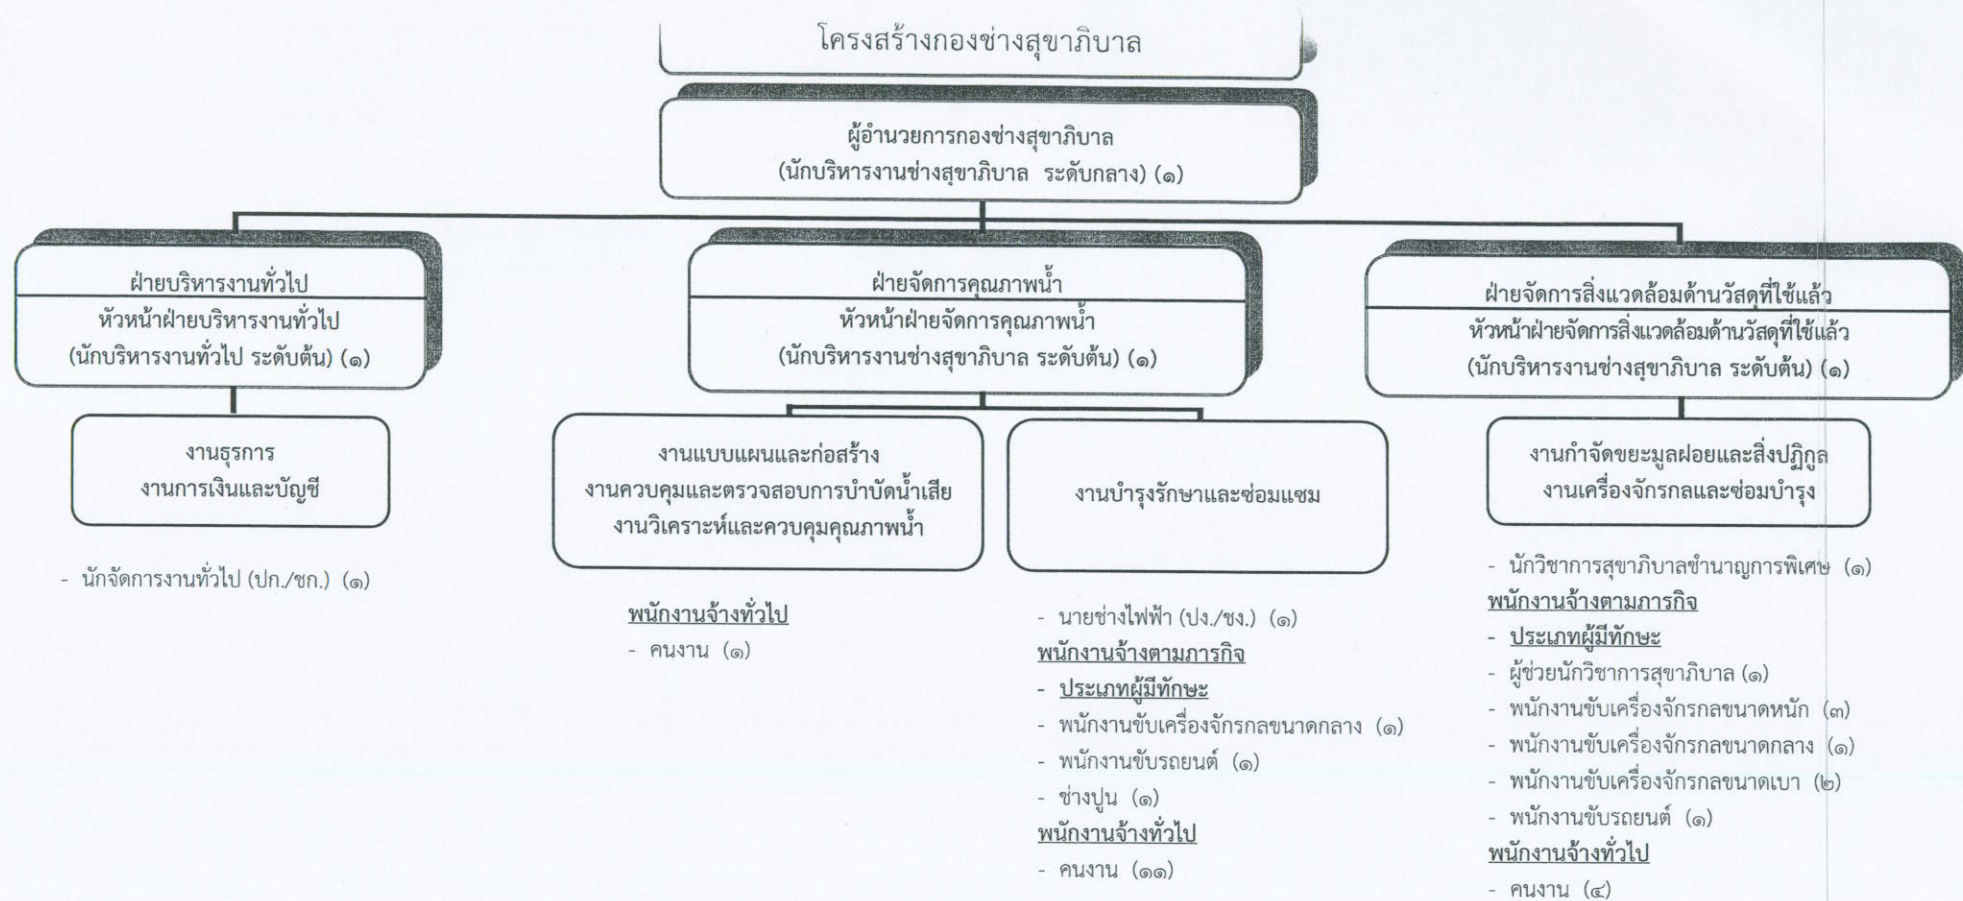 โครงสร้างกองช่างสุขาภิบาล
ผู้อำนวยการกองช่างสุขาภิบาล
(นักบริหารงานช่างสุขาภิบาล ระดับกลาง) (๑)
ฝ่ายบริหารงานทั่วไป
หัวหน้าฝ่ายบริหารงานทั่วไป
(นักบริหารงานทั่วไป ระดับต้น) (๑)
งานธุรการ
งานการเงินและบัญชี
- นักจัดการงานทั่วไป (ปก./ชก.) (๑)
ฝ่ายจัดการคุณภาพน้ำ
หัวหน้าฝ่ายจัดการคุณภาพน้ำ
(นักบริหารงานช่างสุขาภิบาล ระดับต้น) (๑)
งานแบบแผนและก่อสร้าง
งานควบคุมและตรวจสอบการบำบัดน้ำเสีย
งานวิเคราะห์และควบคุมคุณภาพน้ำ
พนักงานจ้างทั่วไป
- คนงาน (๑)
งานบำรุงรักษาและซ่อมแซม
- นายช่างไฟฟ้า (ปง./ชง.) (๑)
พนักงานจ้างตามภารกิจ
- ประเภทผู้มีทักษะ
- พนักงานขับเครื่องจักรกลขนาดกลาง (๑)
- พนักงานขับรถยนต์ (๑)
- ช่างปูน (๑)
พนักงานจ้างทั่วไป
- คนงาน (๑๑)
ฝ่ายจัดการสิ่งแวดล้อมด้านวัสดุที่ใช้แล้ว
หัวหน้าฝ่ายจัดการสิ่งแวดล้อมด้านวัสดุที่ใช้แล้ว
(นักบริหารงานช่างสุขาภิบาล ระดับต้น) (๑)
งานกำจัดขยะมูลฝอยและสิ่งปฏิกูล
งานเครื่องจักรกลและซ่อมบำรุง
- นักวิชาการสุขาภิบาลชำนาญการพิเศษ (๑)
พนักงานจ้างตามภารกิจ
- ประเภทผู้มีทักษะ
- ผู้ช่วยนักวิชาการสุขาภิบาล (๑)
- พนักงานขับเครื่องจักรกลขนาดหนัก (๓)
- พนักงานขับเครื่องจักรกลขนาดกลาง (๑)
- พนักงานขับเครื่องจักรกลขนาดเบา (๒)
- พนักงานขับรถยนต์ (๑)
พนักงานจ้างทั่วไป
- คนงาน (๔)